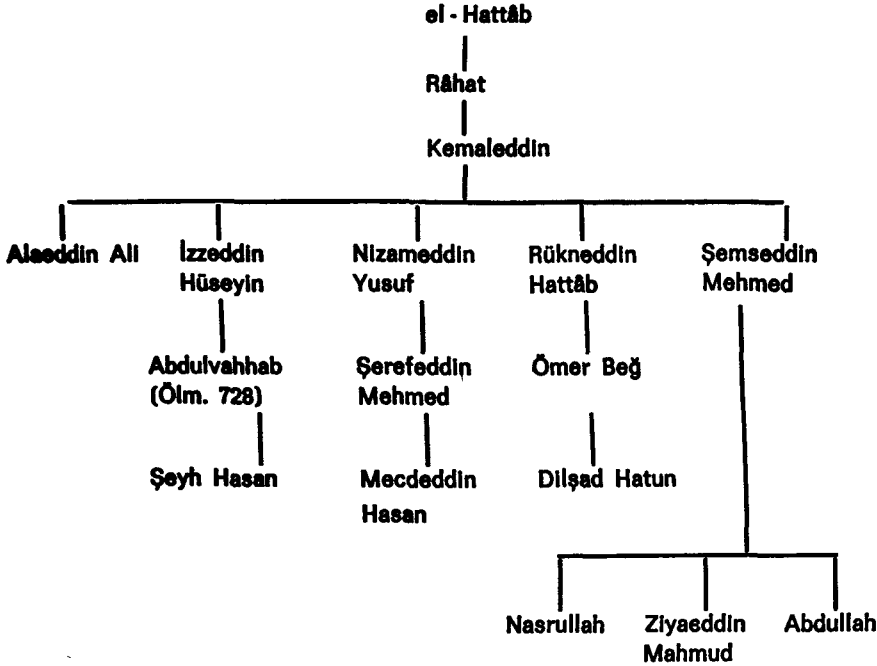 el - Hattâb
Râhat
Kemaleddin
Alaeddin Ali
İzzeddin
Hüseyin
Nizameddin
Yusuf
Rükneddin
Hattâb
Şemseddin
Mehmed
Abdulvahhab
(Ölm. 728)
Şerefeddin
Mehmed
Ömer Beğ
Şeyh Hasan
Mecdeddin
Hasan
Dilşad Hatun
Nasrullah
Ziyaeddin
Mahmud
Abdullah